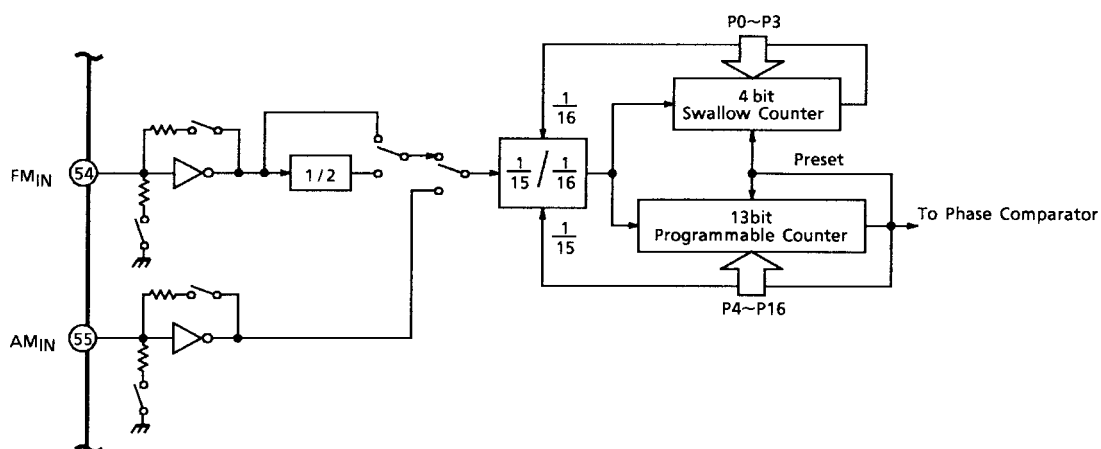 P0~P3
1/16
4 bit
Swallow Counter
FMIN
54
1 / 2
1/15 / 1/16
Preset
13bit
Programmable Counter
To Phase Comparator
1/15
P4~P16
AMIN
55